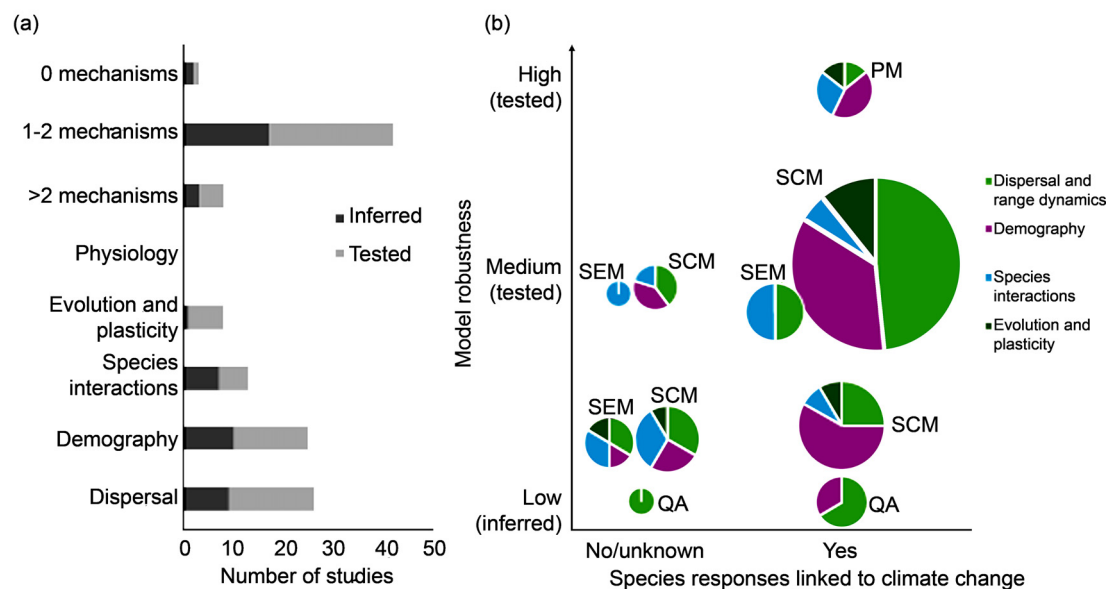 (a)
0 mechanisms
1-2 mechanisms
>2 mechanisms
Physiology
Evolution and
plasticity
Species
interactions
Demography
Dispersal
Inferred
Tested
0 10 20 30 40 50
Number of studies
(b)
Model robustness
High
(tested)
Medium
(tested)
Low
(inferred)
PM
SCM
SEM
SCM
SEM
SEM
SCM
SCM
QA
QA
Dispersal and
range dynamics
Demography
Species
interactions
Evolution and
plasticity
No/unknown
Yes
Species responses linked to climate change